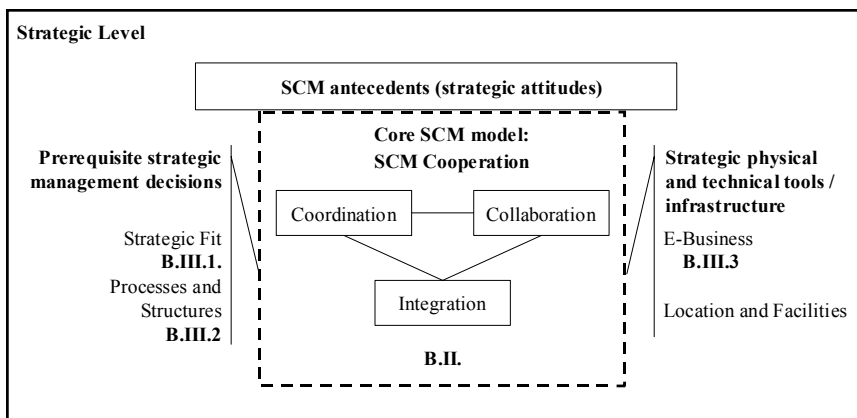 Strategic Level
SCM antecedents (strategic attitudes)
Prerequisite strategic
management decisions
Strategic Fit
B.III.1.
Processes and
Structures
B.III.2
Core SCM model:
SCM Cooperation
Coordination
Collaboration
Integration
B.II.
Strategic physical
and technical tools /
infrastructure
E-Business
B.III.3
Location and Facilities